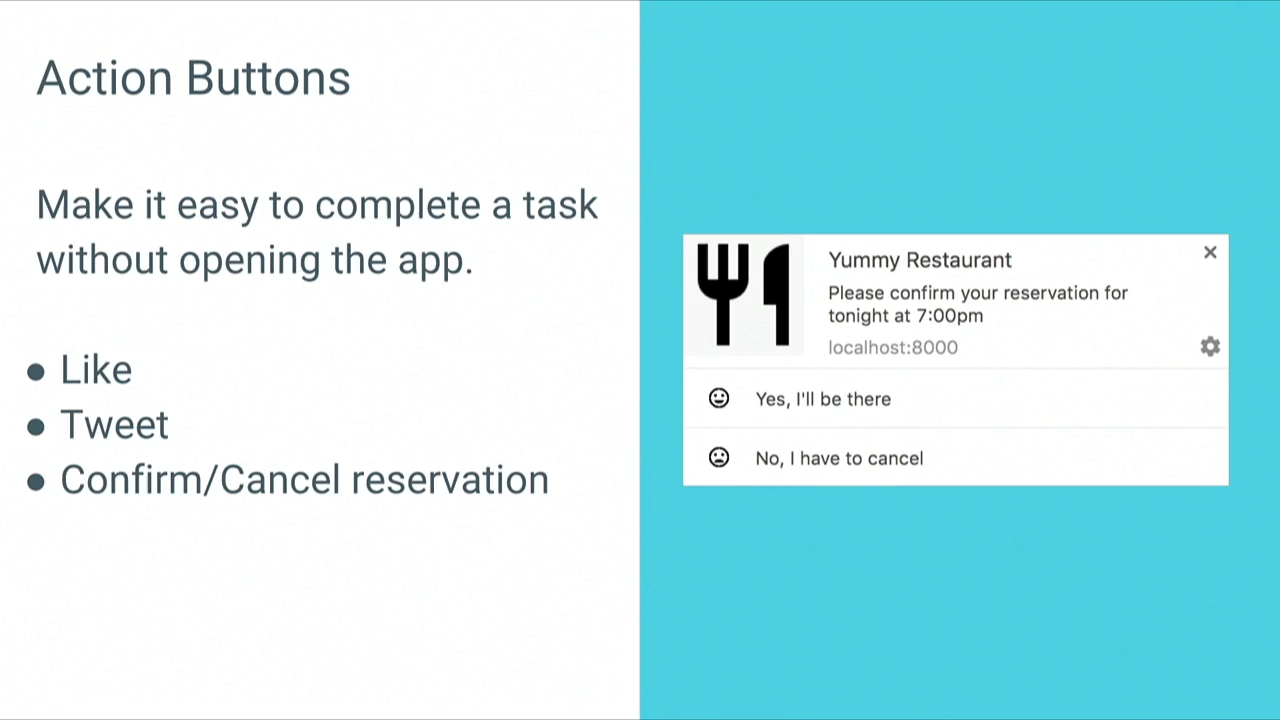 Action Buttons
Make it easy to complete a task
without opening the app.
● Like
● Tweet
● Confirm/Cancel reservation
Yummy Restaurant
Please confirm your reservation for
tonight at 7:00pm
localhost:8000
Yes, I'll be there
No, I have to cancel